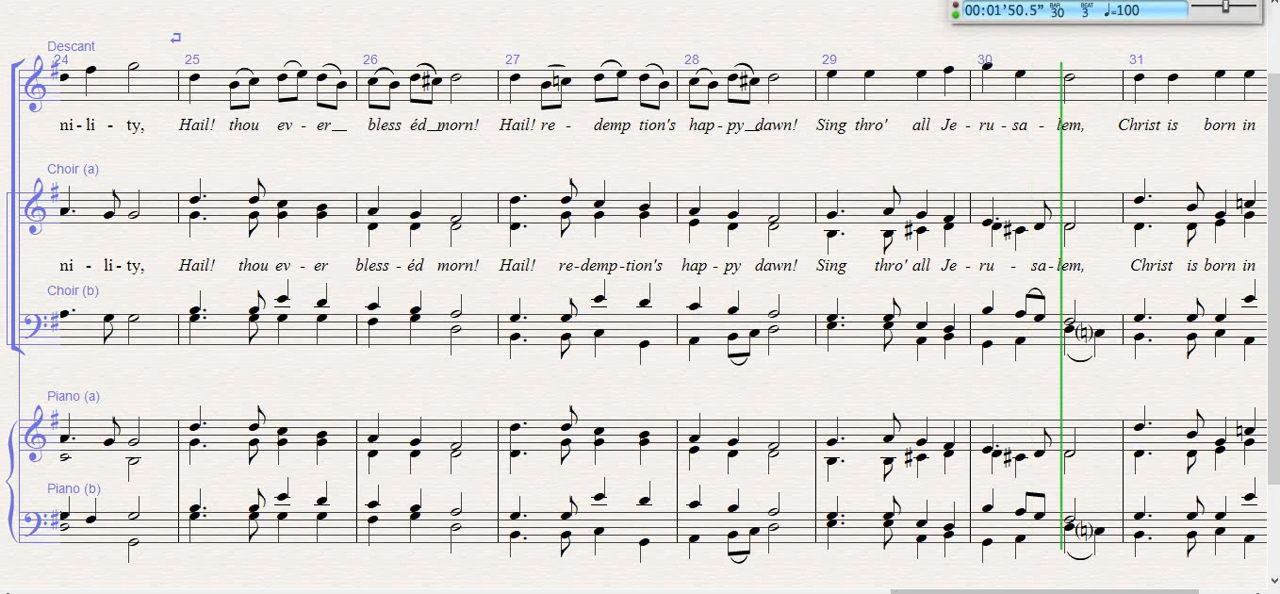 00:01'50.5" BAR 30 BEAT 3 ♩=100
Descant
24 25 26 27 28 29 30 31
ni - li - ty, Hail! thou ev - er__ bless éd__morn! Hail! re - demp tion's hap - py__dawn! Sing thro' all Je - ru - sa - lem, Christ is born in
Choir (a)
ni - li - ty, Hail! thou ev - er bless - éd morn! Hail! re-demp-tion's hap - py dawn! Sing thro' all Je - ru - sa - lem, Christ is born in
Choir (b)
Piano (a)
Piano (b)